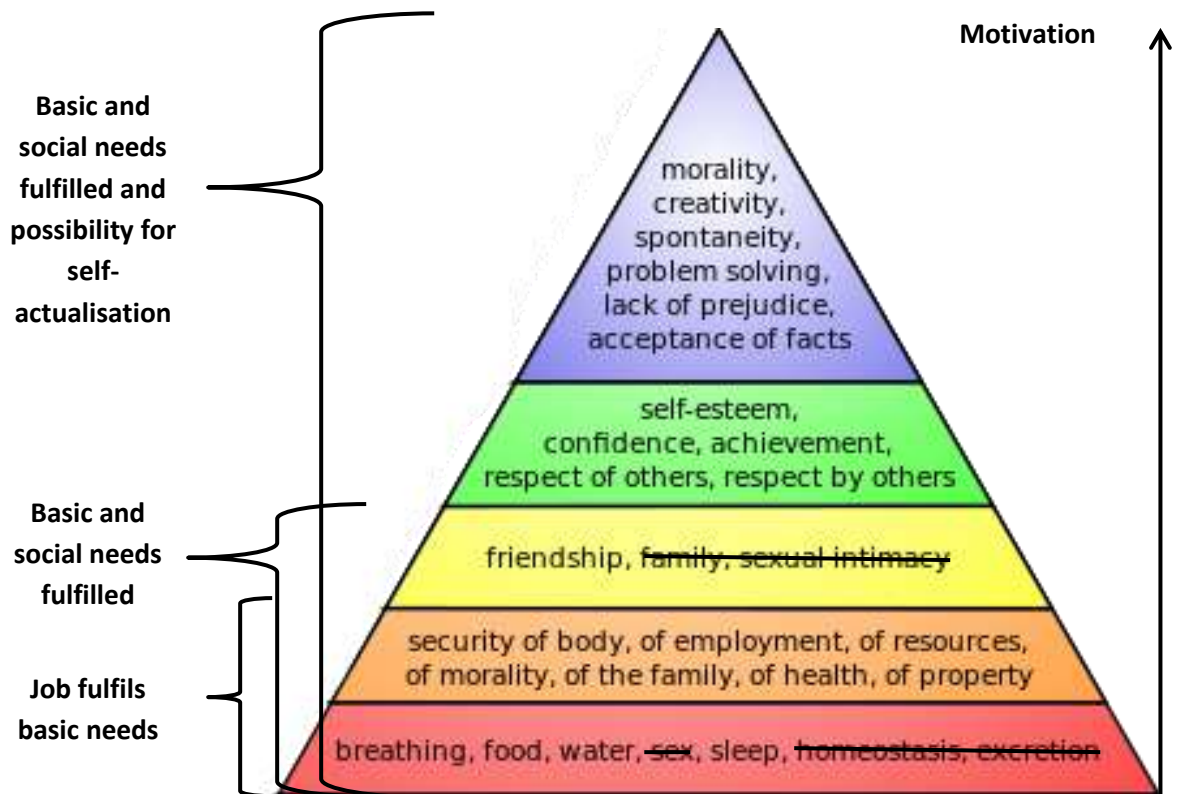 Motivation
Basic and
social needs
fulfilled and
possibility for
self-
actualisation
morality,
creativity,
spontaneity,
problem solving,
lack of prejudice,
acceptance of facts
self-esteem,
confidence, achievement,
respect of others, respect by others
Basic and
social needs
fulfilled
friendship, family, sexual intimacy
security of body, of employment, of resources,
of morality, of the family, of health, of property
Job fulfils
basic needs
breathing, food, water, sex, sleep, homeostasis, excretion